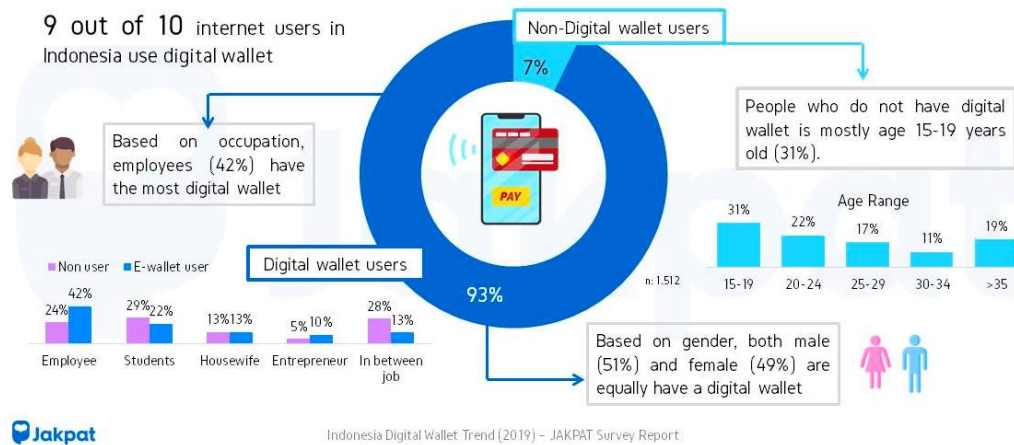 9 out of 10 internet users in
Indonesia use digital wallet
Non-Digital wallet users
7%
Based on occupation,
employees (42%) have
the most digital wallet
People who do not have digital
wallet is mostly age 15-19 years
old (31%).
PAY
Age Range
31%
22%
17%
11%
19%
n: 1.512
15-19
20-24
25-29
30-34
>35
Digital wallet users
93%
Non user
E-wallet user
24%
42%
29%
22%
13%
13%
5%
10%
28%
13%
Employee
Students
Housewife
Entrepreneur
In between
job
Based on gender, both male
(51%) and female (49%) are
equally have a digital wallet
Jakpat
Indonesia Digital Wallet Trend (2019) - JAKPAT Survey Report